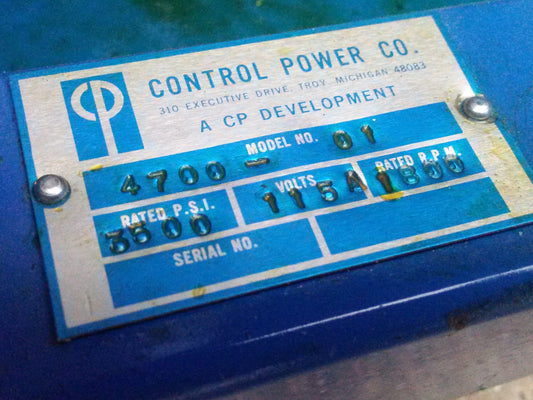 CP
CONTROL POWER CO.
310 EXECUTIVE DRIVE, TROY, MICHIGAN 48083
A CP DEVELOPMENT
MODEL NO.
4700- 01
RATED P.S.I. VOLTS RATED R.P.M.
3500 115A 1800
SERIAL NO.